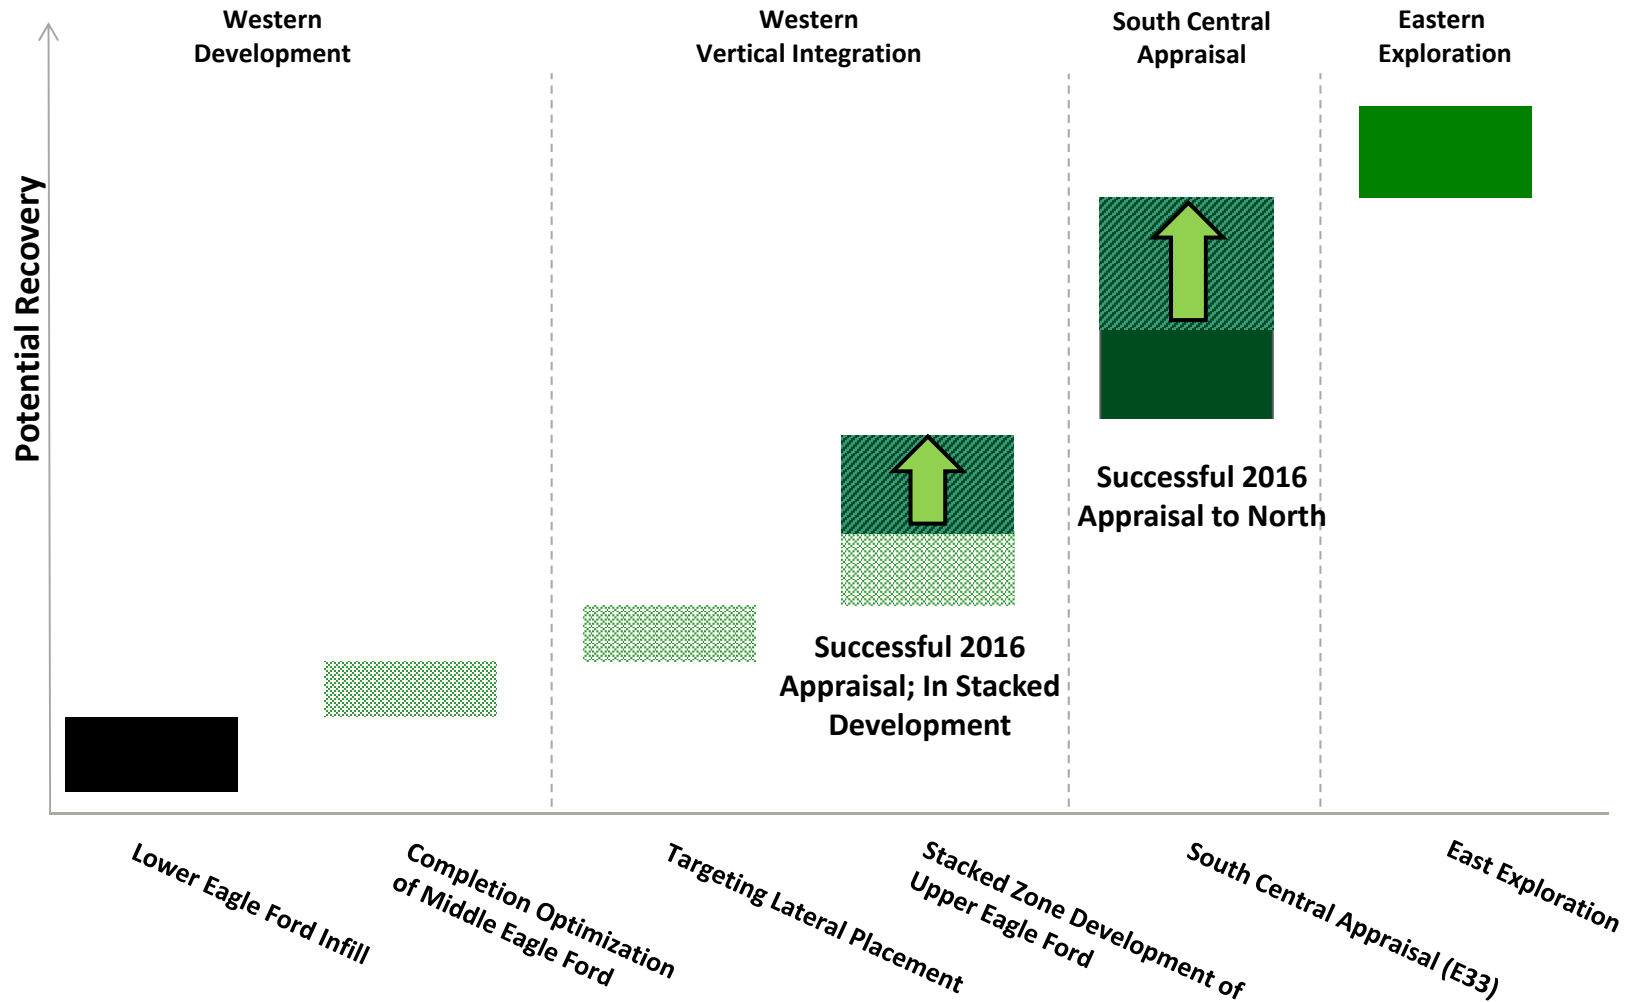 Western
Development
Western
Vertical Integration
South Central
Appraisal
Eastern
Exploration
Potential Recovery
Successful 2016
Appraisal to North
Successful 2016
Appraisal; In Stacked
Development
Lower Eagle Ford Infill
Completion Optimization
of Middle Eagle Ford
Targeting Lateral Placement
Stacked Zone Development of
Upper Eagle Ford
South Central Appraisal (E33)
East Exploration